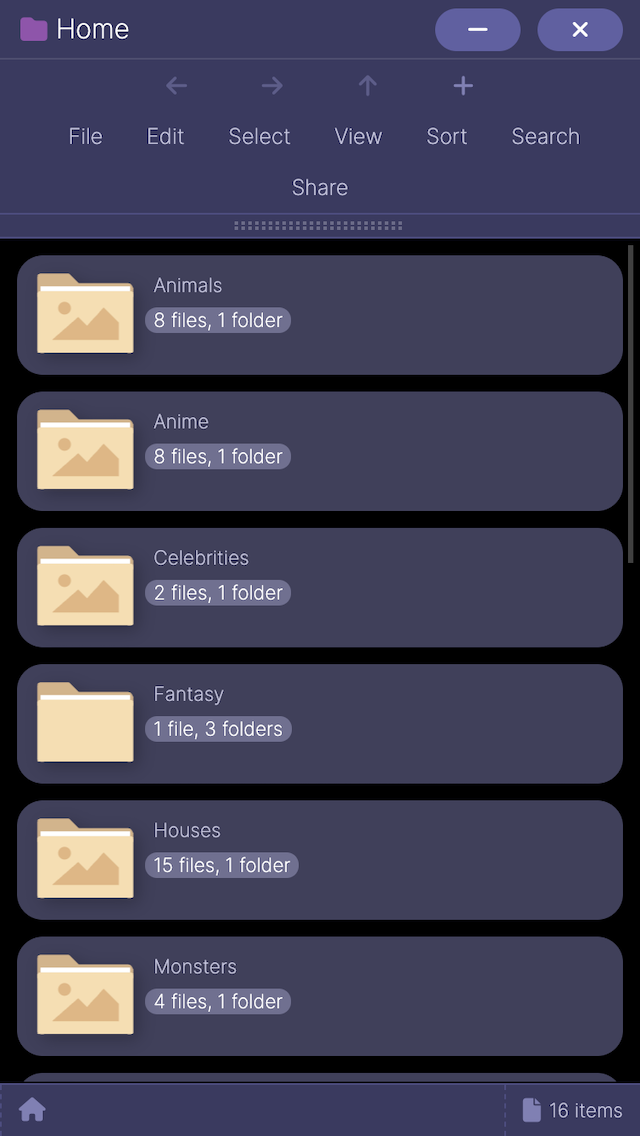 Home
File Edit Select View Sort Search
Share
Animals
8 files, 1 folder
Anime
8 files, 1 folder
Celebrities
2 files, 1 folder
Fantasy
1 file, 3 folders
Houses
15 files, 1 folder
Monsters
4 files, 1 folder
16 items